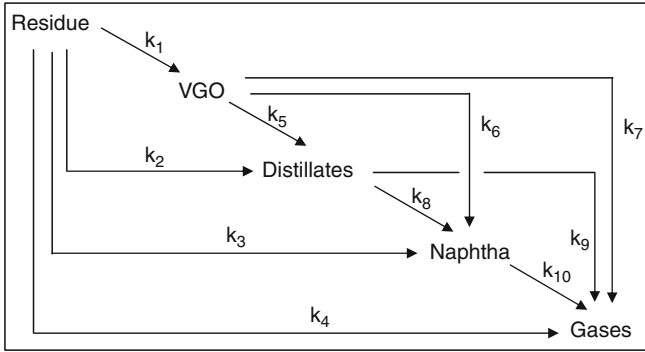 Residue
k₁
VGO
k₅
k₆
k₇
k₂
Distillates
k₈
k₃
Naphtha
k₉
k₁₀
k₄
Gases